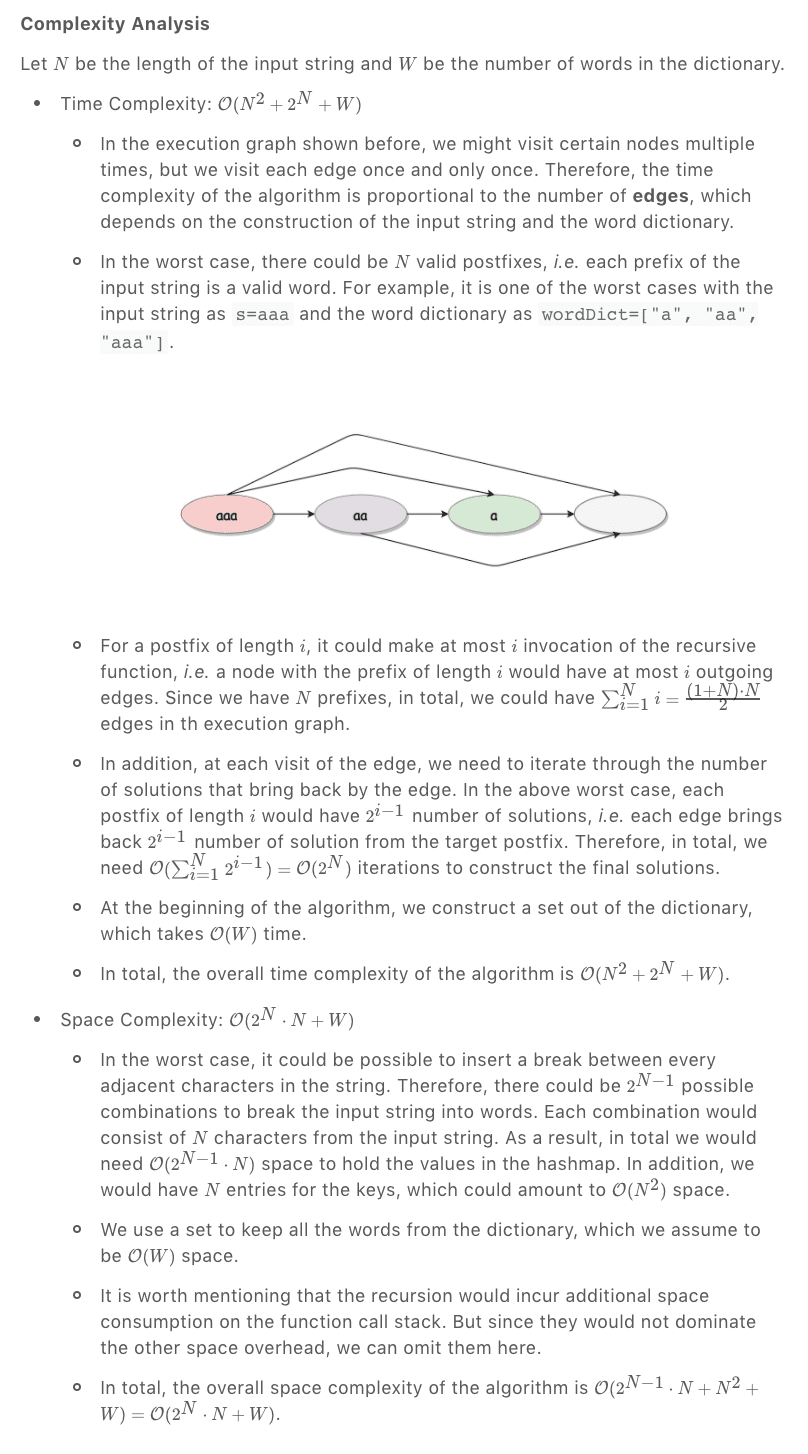 Complexity Analysis
Let N be the length of the input string and W be the number of words in the dictionary.
• Time Complexity: O(N^2 + 2^N + W)
In the execution graph shown before, we might visit certain nodes multiple
times, but we visit each edge once and only once. Therefore, the time
complexity of the algorithm is proportional to the number of edges, which
depends on the construction of the input string and the word dictionary.
In the worst case, there could be N valid postfixes, i.e. each prefix of the
input string is a valid word. For example, it is one of the worst cases with the
input string as s=aaa and the word dictionary as wordDict=["a", "aa",
"aaa"].
aaa aa a
For a postfix of length i, it could make at most i invocation of the recursive
function, i.e. a node with the prefix of length i would have at most i outgoing
edges. Since we have N prefixes, in total, we could have ∑_{i=1}^N i = (1+N)·N/2
edges in th execution graph.
In addition, at each visit of the edge, we need to iterate through the number
of solutions that bring back by the edge. In the above worst case, each
postfix of length i would have 2^{i−1} number of solutions, i.e. each edge brings
back 2^{i−1} number of solution from the target postfix. Therefore, in total, we
need O(∑_{i=1}^N 2^{i−1}) = O(2^N) iterations to construct the final solutions.
At the beginning of the algorithm, we construct a set out of the dictionary,
which takes O(W) time.
In total, the overall time complexity of the algorithm is O(N^2 + 2^N + W).
• Space Complexity: O(2^N · N + W)
In the worst case, it could be possible to insert a break between every
adjacent characters in the string. Therefore, there could be 2^{N−1} possible
combinations to break the input string into words. Each combination would
consist of N characters from the input string. As a result, in total we would
need O(2^{N−1} · N) space to hold the values in the hashmap. In addition, we
would have N entries for the keys, which could amount to O(N^2) space.
We use a set to keep all the words from the dictionary, which we assume to
be O(W) space.
It is worth mentioning that the recursion would incur additional space
consumption on the function call stack. But since they would not dominate
the other space overhead, we can omit them here.
In total, the overall space complexity of the algorithm is O(2^{N−1} · N + N^2 +
W) = O(2^N · N + W).